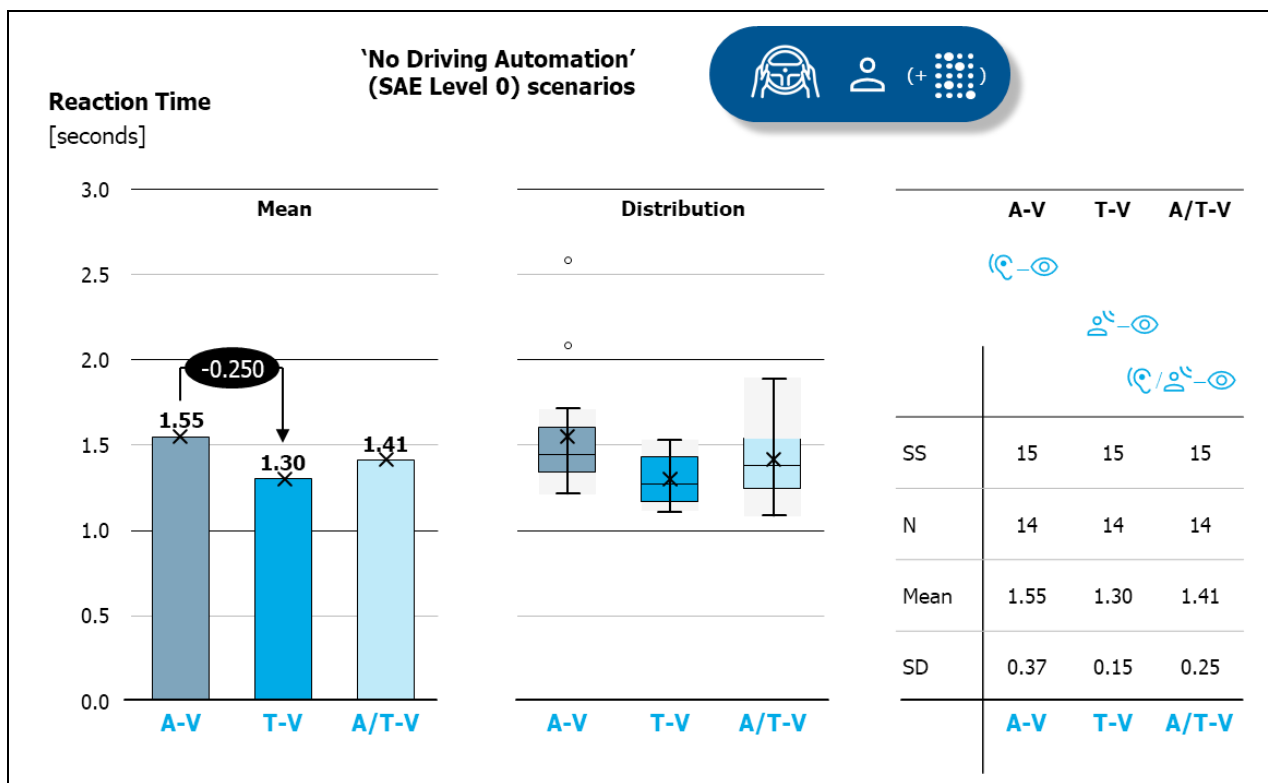 ‘No Driving Automation’
(SAE Level 0) scenarios
(+ )
Reaction Time
[seconds]
3.0
2.5
2.0
1.5
1.0
0.5
0.0
Mean
-0.250
1.55
1.30
1.41
A-V T-V A/T-V
Distribution
A-V T-V A/T-V
A-V T-V A/T-V
/
SS 15 15 15
N 14 14 14
Mean 1.55 1.30 1.41
SD 0.37 0.15 0.25
A-V T-V A/T-V